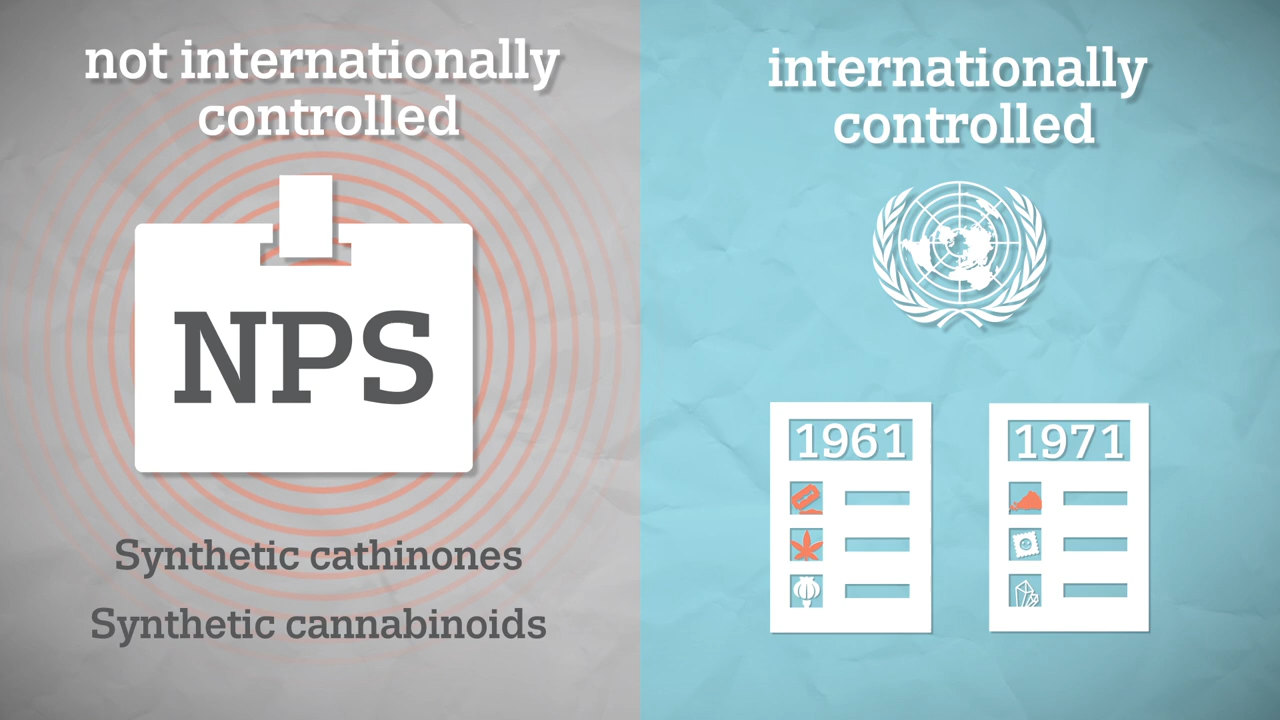 not internationally
controlled
NPS
Synthetic cathinones
Synthetic cannabinoids
internationally
controlled
1961
1971